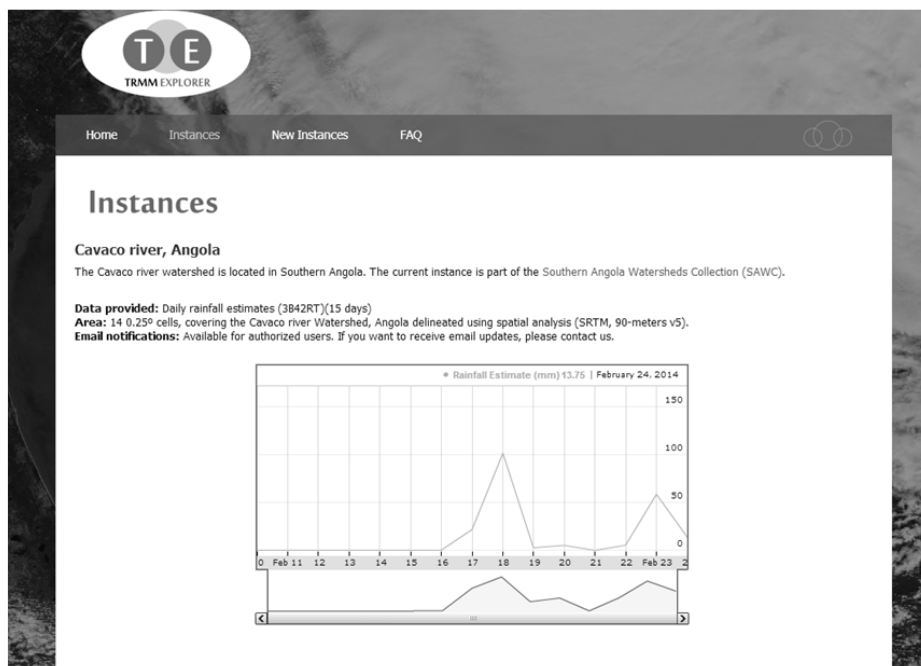 T E
TRMM EXPLORER
Home Instances New Instances FAQ
Instances
Cavaco river, Angola
The Cavaco river watershed is located in Southern Angola. The current instance is part of the Southern Angola Watersheds Collection (SAWC).
Data provided: Daily rainfall estimates (3B42RT)(15 days)
Area: 14 0.25º cells, covering the Cavaco river Watershed, Angola delineated using spatial analysis (SRTM, 90-meters v5).
Email notifications: Available for authorized users. If you want to receive email updates, please contact us.
Rainfall Estimate (mm) 13.75 | February 24, 2014
150
100
50
0
0 Feb 11 12 13 14 15 16 17 18 19 20 21 22 Feb 23 2